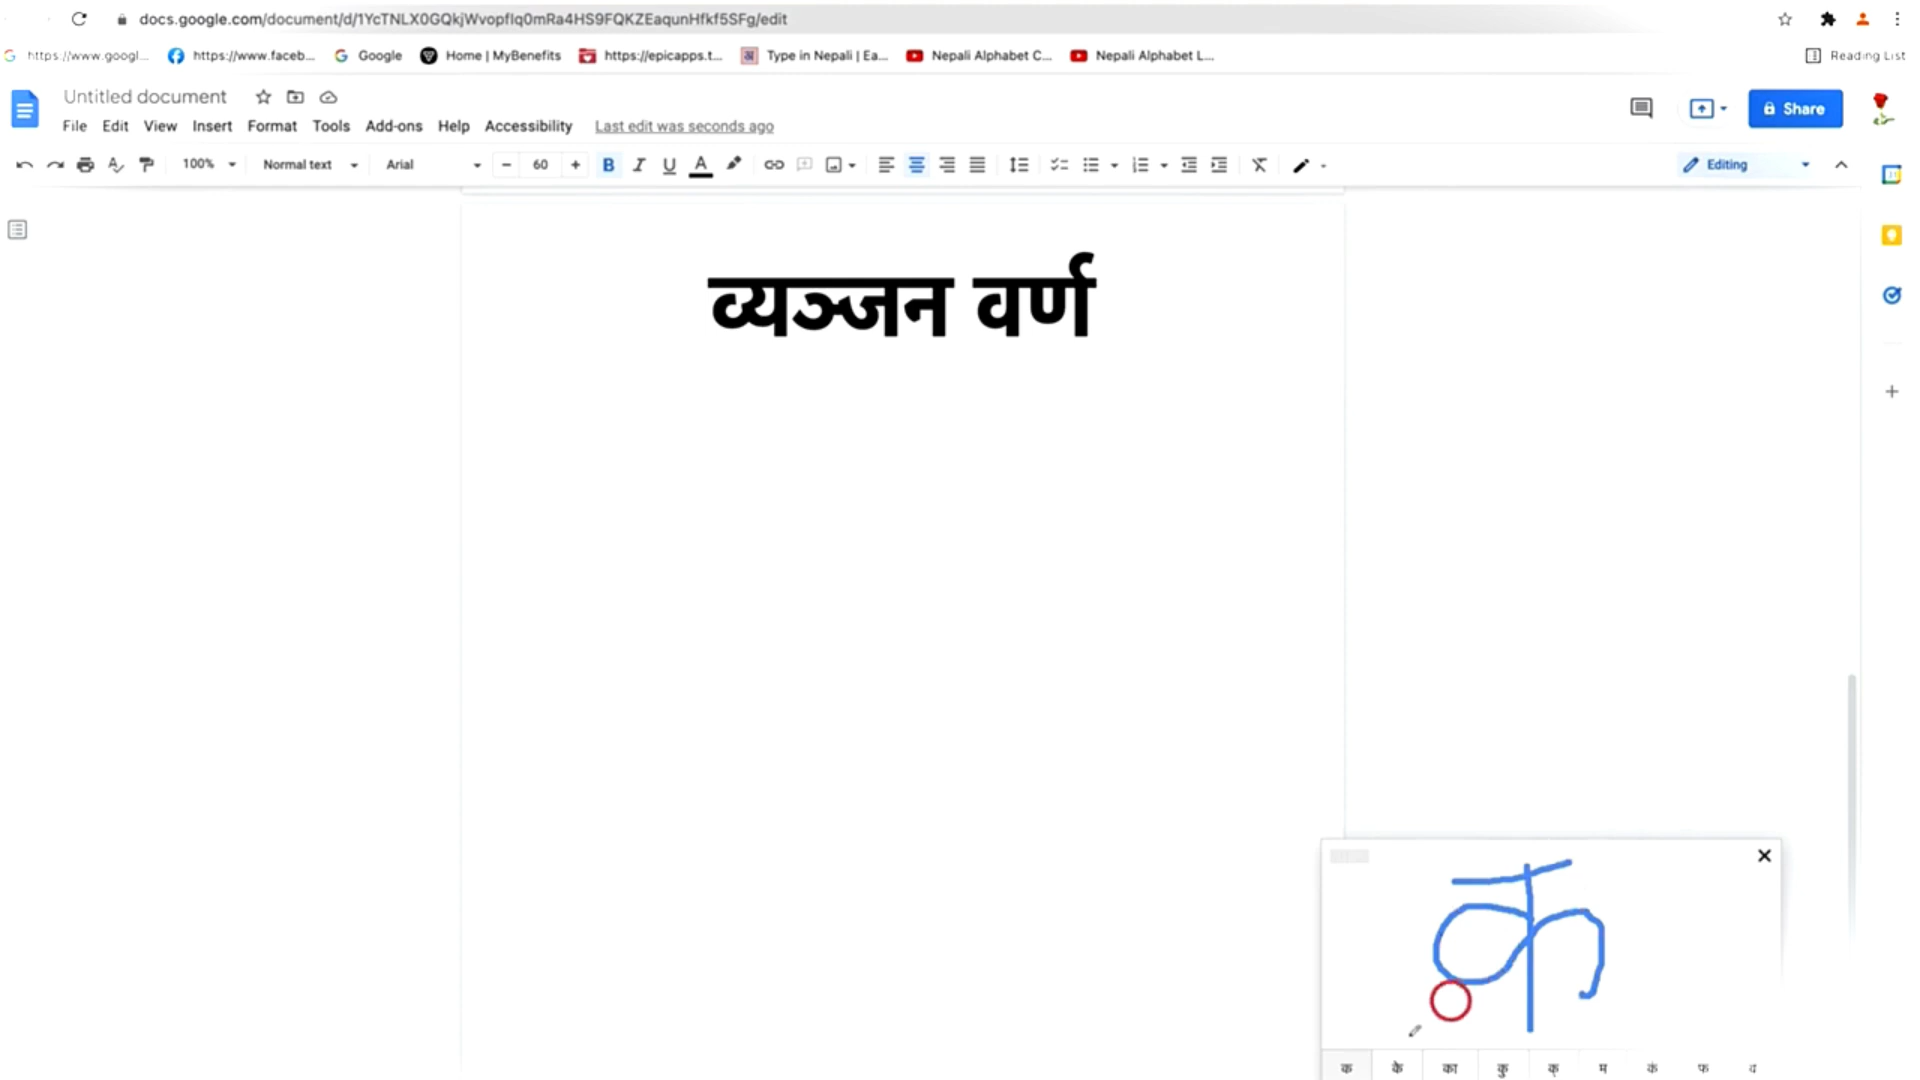 docs.google.com/document/d/1YcTNLX0GQkjWvopfIq0mRa4HS9FQKZEaqunHfkf5SFg/edit
https://www.googl... https://www.faceb... Google Home | MyBenefits https://epicapps.t... Type in Nepali | Ea... Nepali Alphabet C... Nepali Alphabet L... Reading List
Untitled document
File Edit View Insert Format Tools Add-ons Help Accessibility Last edit was seconds ago
Share
100% Normal text Arial 60 B I U A Editing
व्यञ्जन वर्ण
क
क के का कु क् म कं फ व